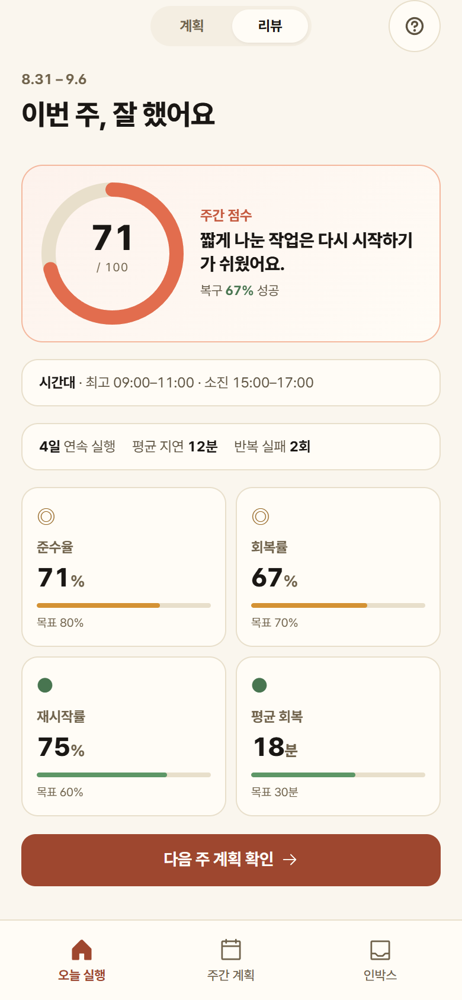 계획
리뷰
8.31 – 9.6
이번 주, 잘 했어요
71
/ 100
주간 점수
짧게 나눈 작업은 다시 시작하기
가 쉬웠어요.
복구 67% 성공
시간대 · 최고 09:00–11:00 · 소진 15:00–17:00
4일 연속 실행 평균 지연 12분 반복 실패 2회
준수율
71%
목표 80%
회복률
67%
목표 70%
재시작률
75%
목표 60%
평균 회복
18분
목표 30분
다음 주 계획 확인 →
오늘 실행
주간 계획
인박스